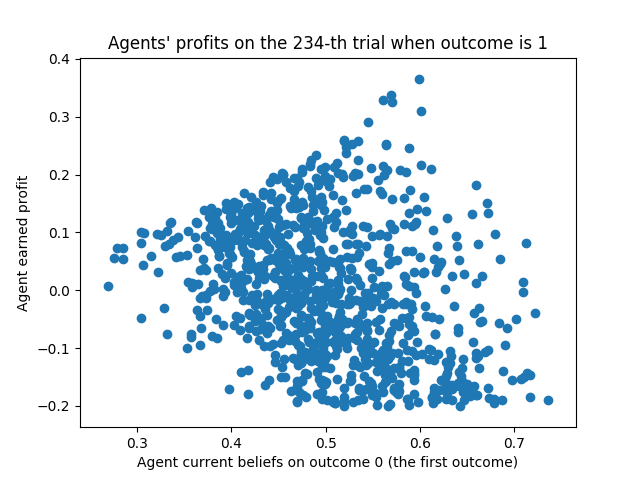 Agents' profits on the 234-th trial when outcome is 1
0.4
0.3
0.2
0.1
0.0
−0.1
−0.2
Agent earned profit
0.3 0.4 0.5 0.6 0.7
Agent current beliefs on outcome 0 (the first outcome)